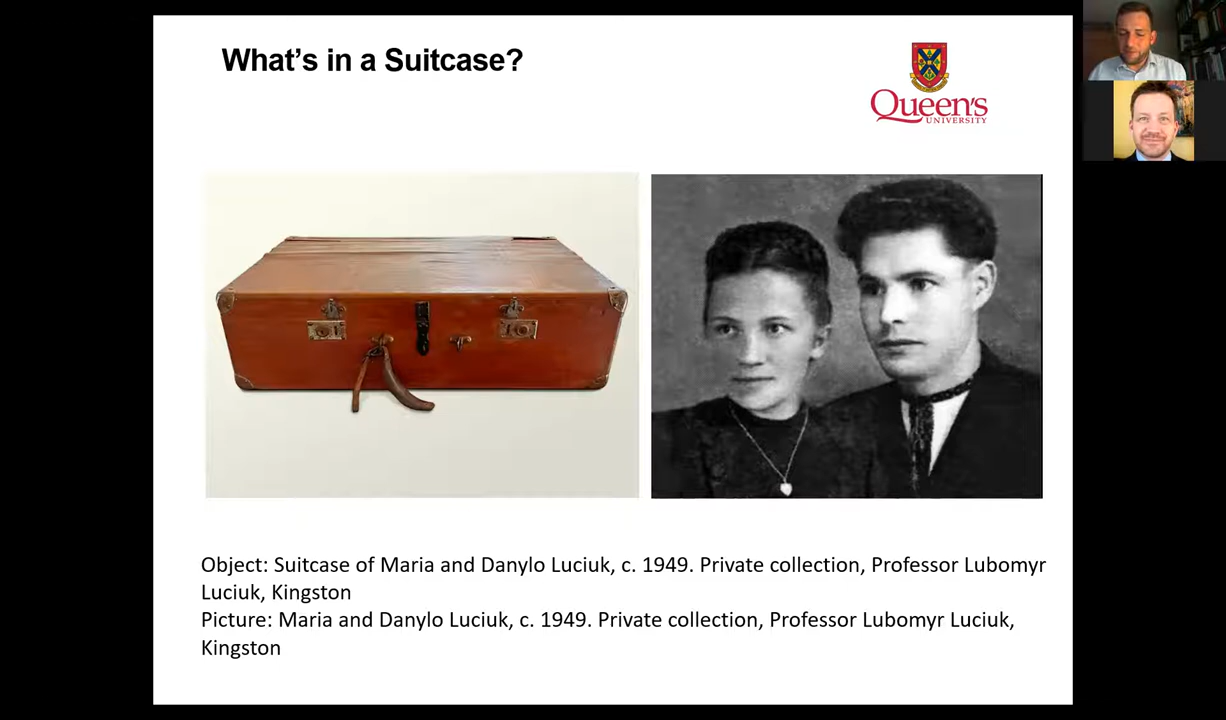 What's in a Suitcase?
Queen's
UNIVERSITY
Object: Suitcase of Maria and Danylo Luciuk, c. 1949. Private collection, Professor Lubomyr
Luciuk, Kingston
Picture: Maria and Danylo Luciuk, c. 1949. Private collection, Professor Lubomyr Luciuk,
Kingston